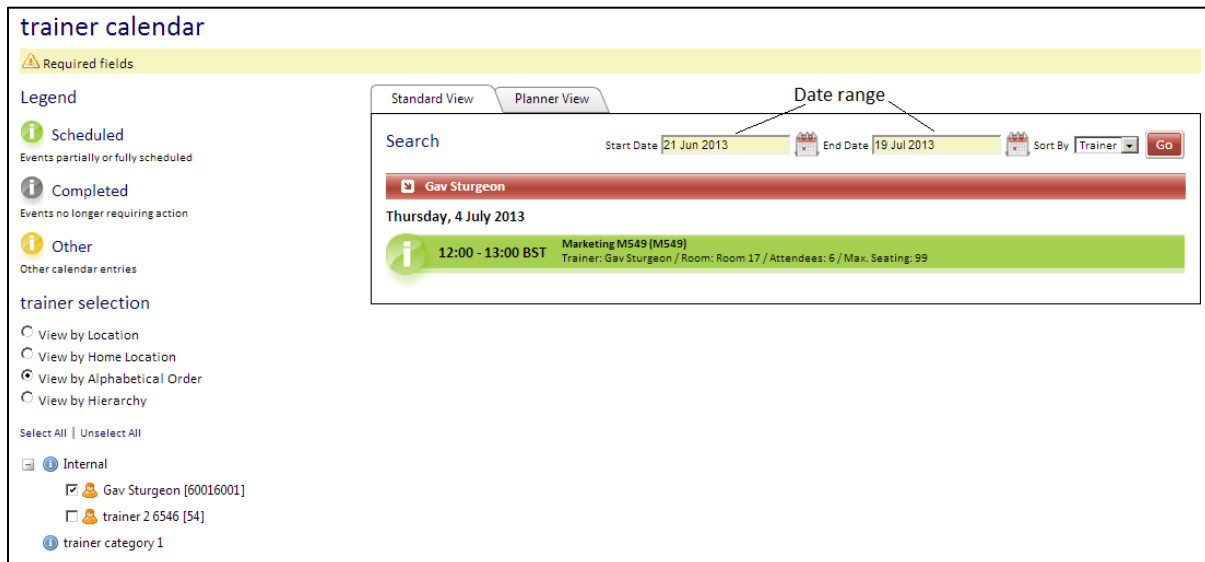 trainer calendar
Required fields
Legend
Scheduled
Events partially or fully scheduled
Completed
Events no longer requiring action
Other
Other calendar entries
trainer selection
View by Location
View by Home Location
View by Alphabetical Order
View by Hierarchy
Select All | Unselect All
Internal
Gav Sturgeon [60016001]
trainer 2 6546 [54]
trainer category 1
Standard View Planner View
Date range
Search Start Date 21 Jun 2013 End Date 19 Jul 2013 Sort By Trainer Go
Gav Sturgeon
Thursday, 4 July 2013
12:00 - 13:00 BST
Marketing M549 (M549)
Trainer: Gav Sturgeon / Room: Room 17 / Attendees: 6 / Max. Seating: 99